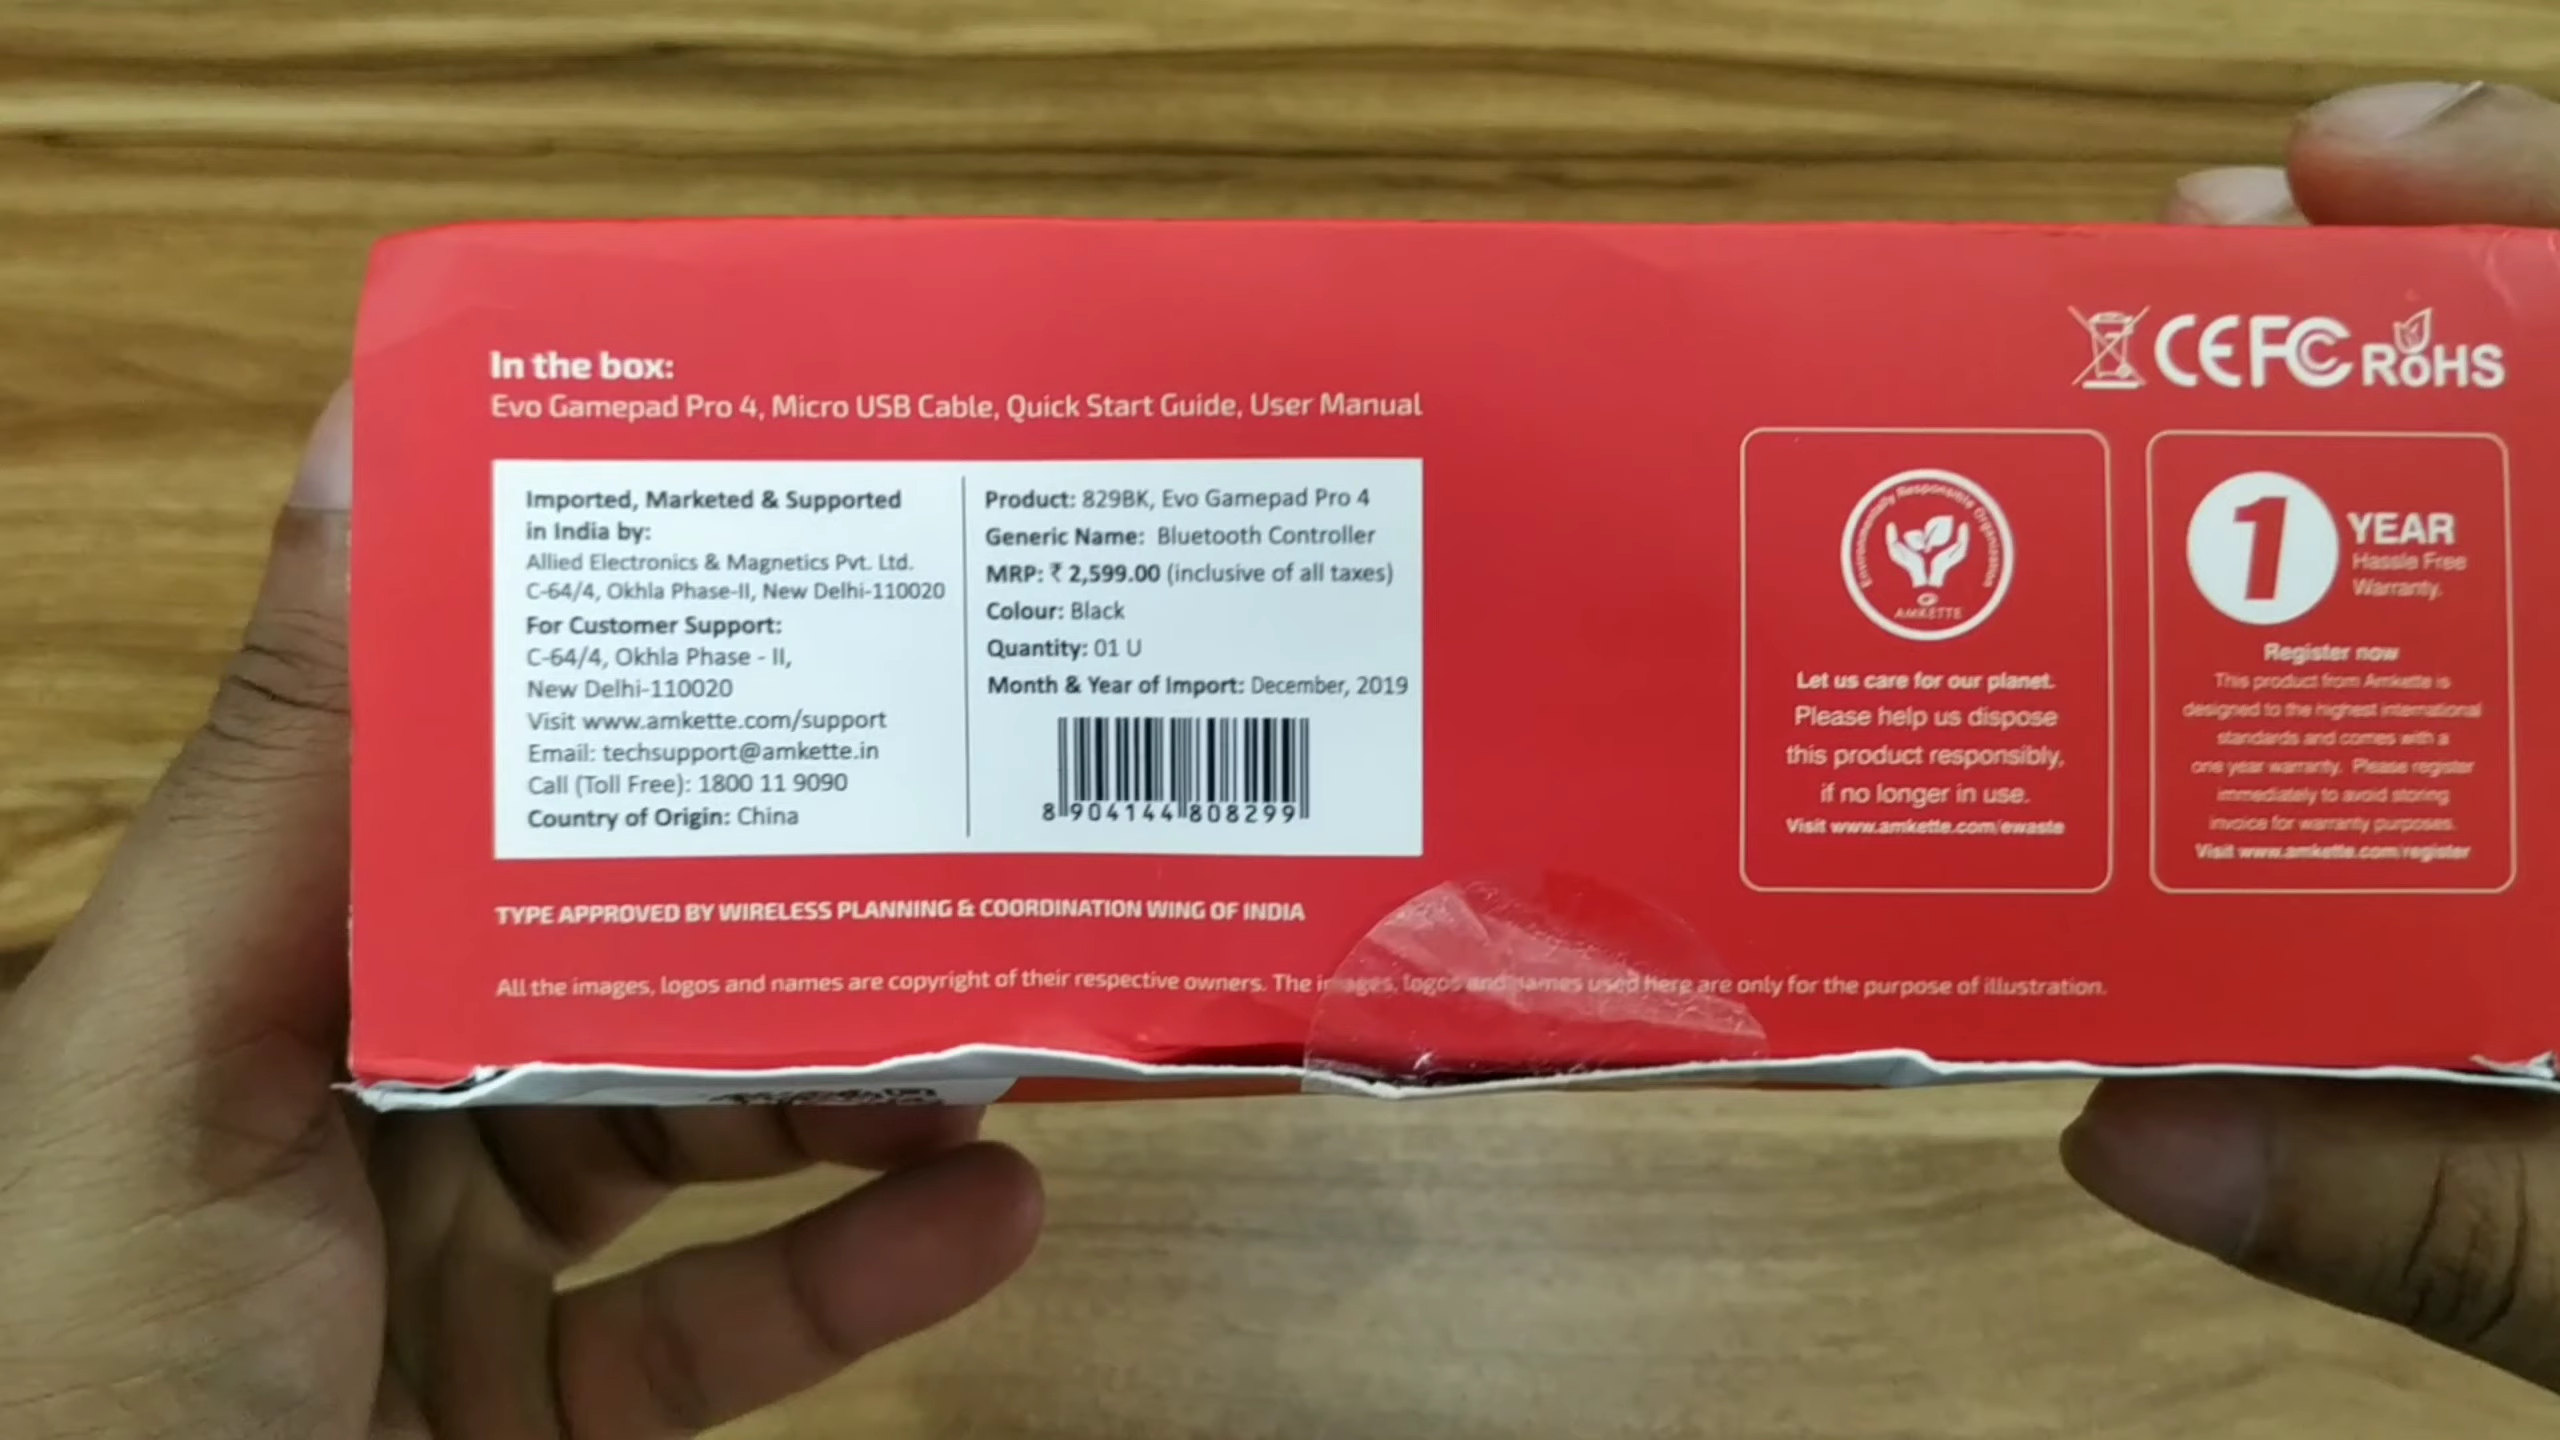 In the box:
Evo Gamepad Pro 4, Micro USB Cable, Quick Start Guide, User Manual
Imported, Marketed & Supported
in India by:
Allied Electronics & Magnetics Pvt. Ltd.
C-64/4, Okhla Phase-II, New Delhi-110020
For Customer Support:
C-64/4, Okhla Phase - II,
New Delhi-110020
Visit www.amkette.com/support
Email: techsupport@amkette.in
Call (Toll Free): 1800 11 9090
Country of Origin: China
Product: 829BK, Evo Gamepad Pro 4
Generic Name: Bluetooth Controller
MRP: ₹ 2,599.00 (inclusive of all taxes)
Colour: Black
Quantity: 01 U
Month & Year of Import: December, 2019
8 904144 808299
TYPE APPROVED BY WIRELESS PLANNING & COORDINATION WING OF INDIA
All the images, logos and names are copyright of their respective owners. The images, logos and names used here are only for the purpose of illustration.
CE FC RoHS
Environmentally Responsible Organization
AMKETTE
Let us care for our planet.
Please help us dispose
this product responsibly,
if no longer in use.
Visit www.amkette.com/ewaste
1 YEAR
Hassle Free
Warranty.
Register now
This product from Amkette is
designed to the highest international
standards and comes with a
one year warranty. Please register
immediately to avoid storing
invoice for warranty purposes.
Visit www.amkette.com/register